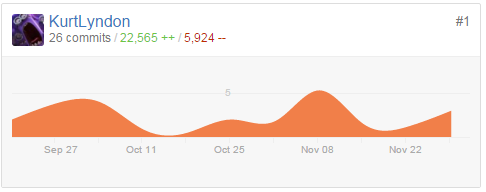 KurtLyndon #1
26 commits / 22,565 ++ / 5,924 --
5
Sep 27 Oct 11 Oct 25 Nov 08 Nov 22